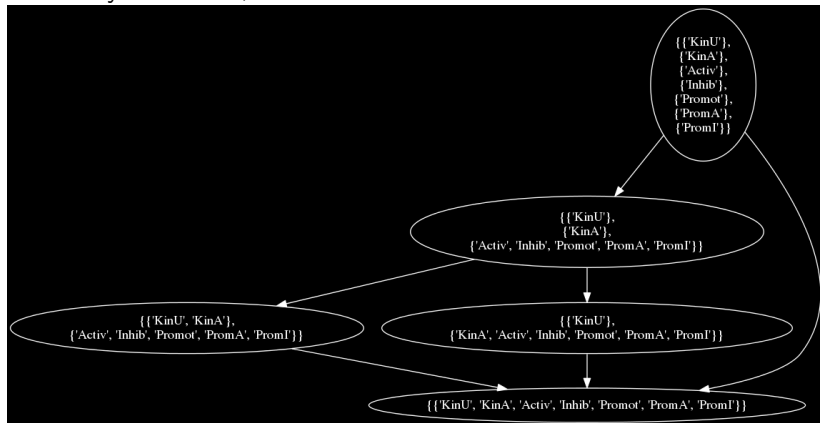 {{'KinU'},
{'KinA'},
{'Activ'},
{'Inhib'},
{'Promot'},
{'PromA'},
{'PromI'}}
{{'KinU'},
{'KinA'},
{'Activ', 'Inhib', 'Promot', 'PromA', 'PromI'}}
{{'KinU', 'KinA'},
{'Activ', 'Inhib', 'Promot', 'PromA', 'PromI'}}
{{'KinU'},
{'KinA', 'Activ', 'Inhib', 'Promot', 'PromA', 'PromI'}}
{{'KinU', 'KinA', 'Activ', 'Inhib', 'Promot', 'PromA', 'PromI'}}